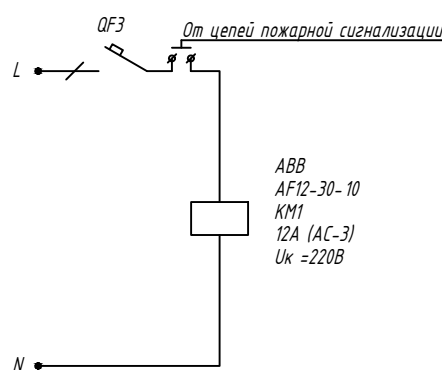 QF3
От цепей пожарной сигнализации
L
ABB
AF12-30-10
KM1
12A (AC-3)
Uк =220В
N